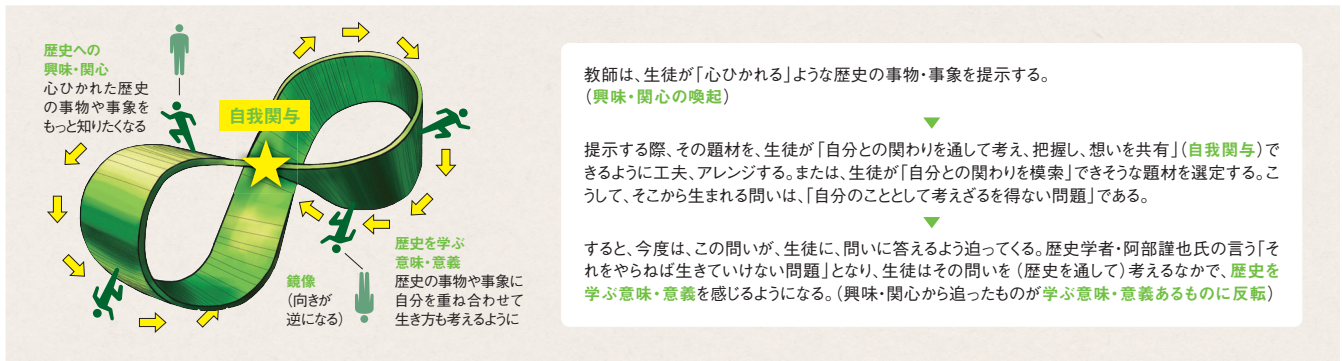 歴史への
興味・関心
心ひかれた歴史
の事物や事象を
もっと知りたくなる
自我関与
鏡像
(向きが
逆になる)
歴史を学ぶ
意味・意義
歴史の事物や事象に
自分を重ね合わせて
生き方も考えるように
教師は、生徒が「心ひかれる」ような歴史の事物・事象を提示する。
(興味・関心の喚起)
提示する際、その題材を、生徒が「自分との関わりを通して考え、把握し、想いを共有」(自我関与)で
きるように工夫、アレンジする。または、生徒が「自分との関わりを模索」できそうな題材を選定する。こ
うして、そこから生まれる問いは、「自分のこととして考えざるを得ない問題」である。
すると、今度は、この問いが、生徒に、問いに答えるよう迫ってくる。歴史学者・阿部謹也氏の言う「そ
れをやらねば生きていけない問題」となり、生徒はその問いを(歴史を通して)考えるなかで、歴史を
学ぶ意味・意義を感じるようになる。(興味・関心から追ったものが学ぶ意味・意義あるものに反転)